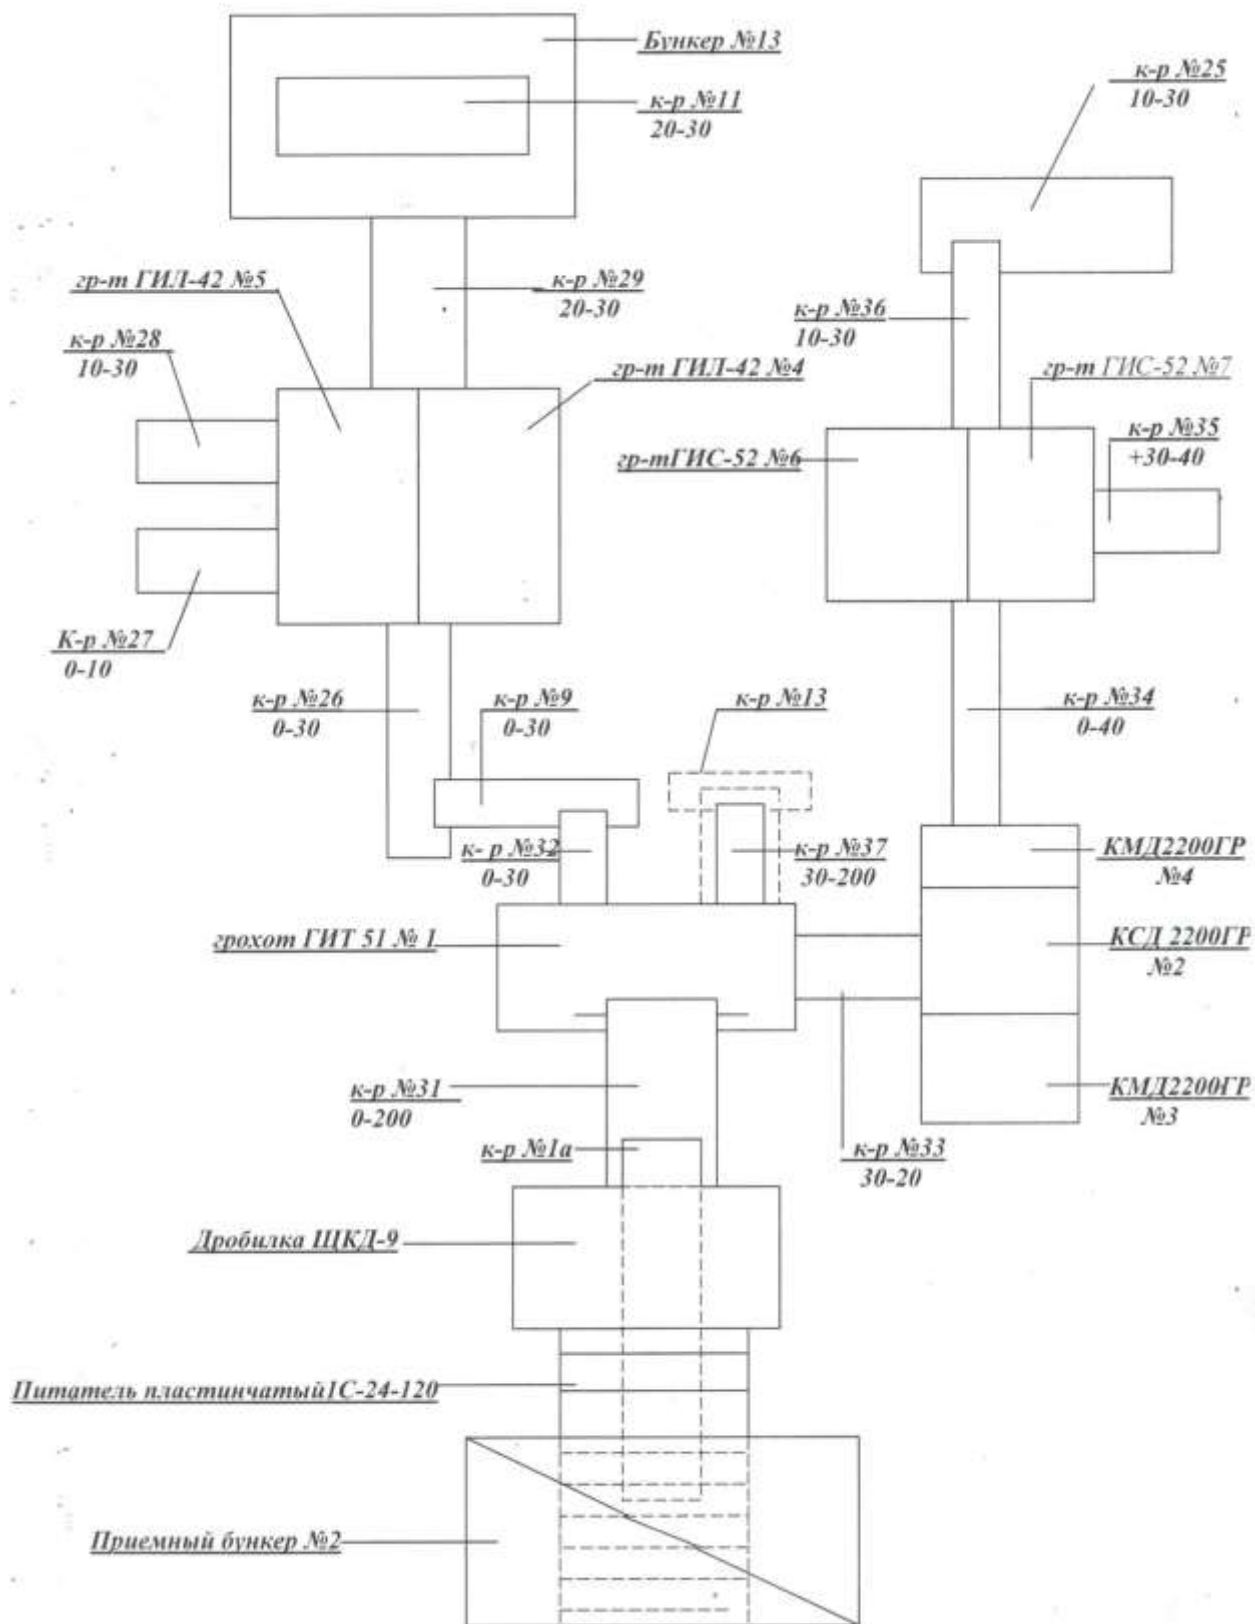 Бункер №13
к-р №11
20-30
к-р №25
10-30
гр-т ГИЛ-42 №5
к-р №29
20-30
к-р №36
10-30
к-р №28
10-30
гр-т ГИЛ-42 №4
гр-т ГИС-52 №7
гр-тГИС-52 №6
к-р №35
+30-40
К-р №27
0-10
к-р №26
0-30
к-р №9
0-30
к-р №13
к-р №34
0-40
к- р №32
0-30
к-р №37
30-200
КМД2200ГР
№4
грохот ГИТ 51 № 1
КСД 2200ГР
№2
к-р №31
0-200
КМД2200ГР
№3
к-р №1а
к-р №33
30-20
Дробилка ЩКД-9
Питатель пластинчатый1С-24-120
Приемный бункер №2